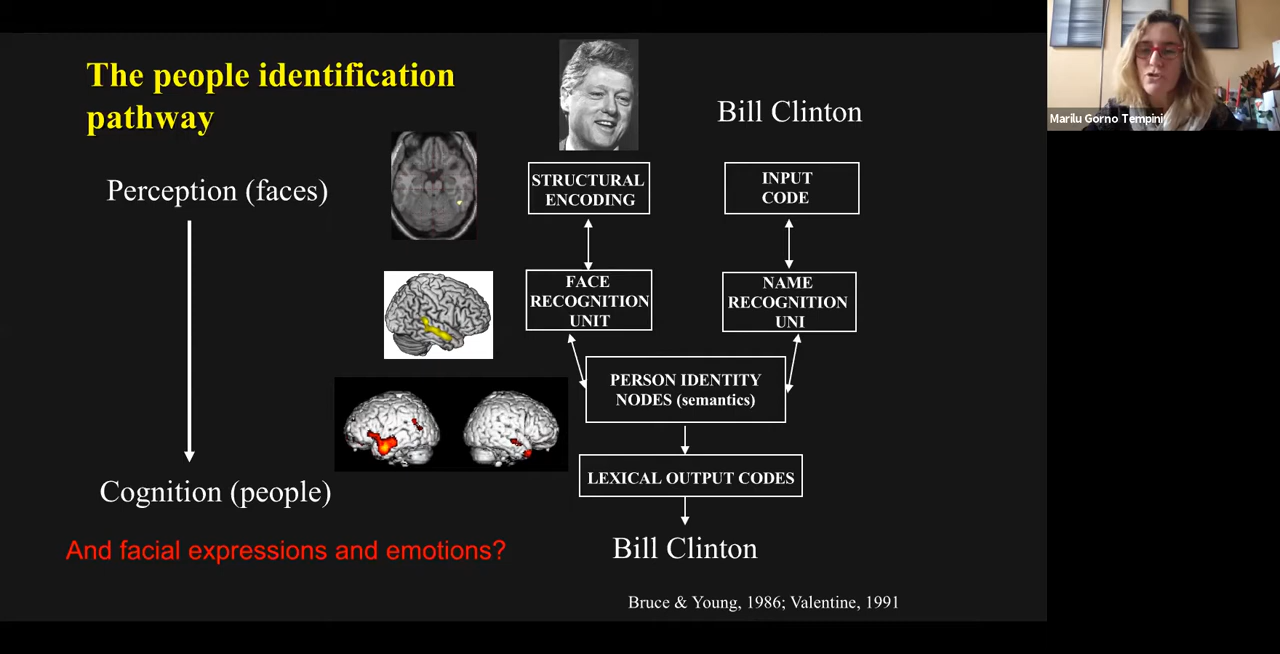 The people identification
pathway
Perception (faces)
Cognition (people)
And facial expressions and emotions?
Bill Clinton
STRUCTURAL
ENCODING
INPUT
CODE
FACE
RECOGNITION
UNIT
NAME
RECOGNITION
UNI
PERSON IDENTITY
NODES (semantics)
LEXICAL OUTPUT CODES
Bill Clinton
Bruce & Young, 1986; Valentine, 1991
Marilu Gorno Tempini